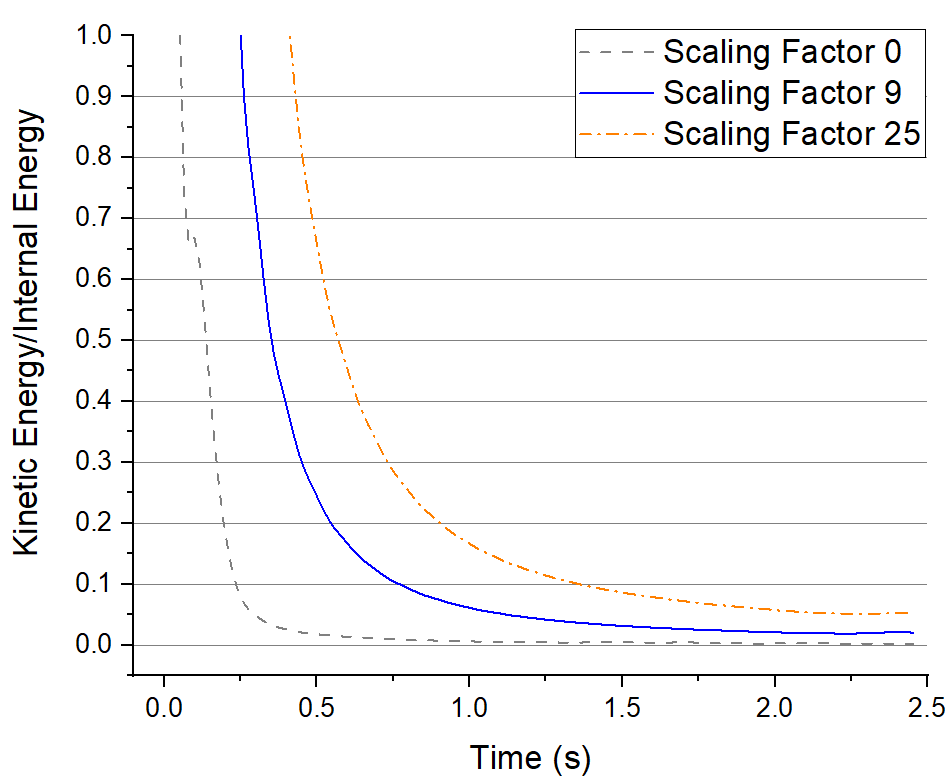 Scaling Factor 0
Scaling Factor 9
Scaling Factor 25
Kinetic Energy/Internal Energy
1.0
0.9
0.8
0.7
0.6
0.5
0.4
0.3
0.2
0.1
0.0
0.0 0.5 1.0 1.5 2.0 2.5
Time (s)